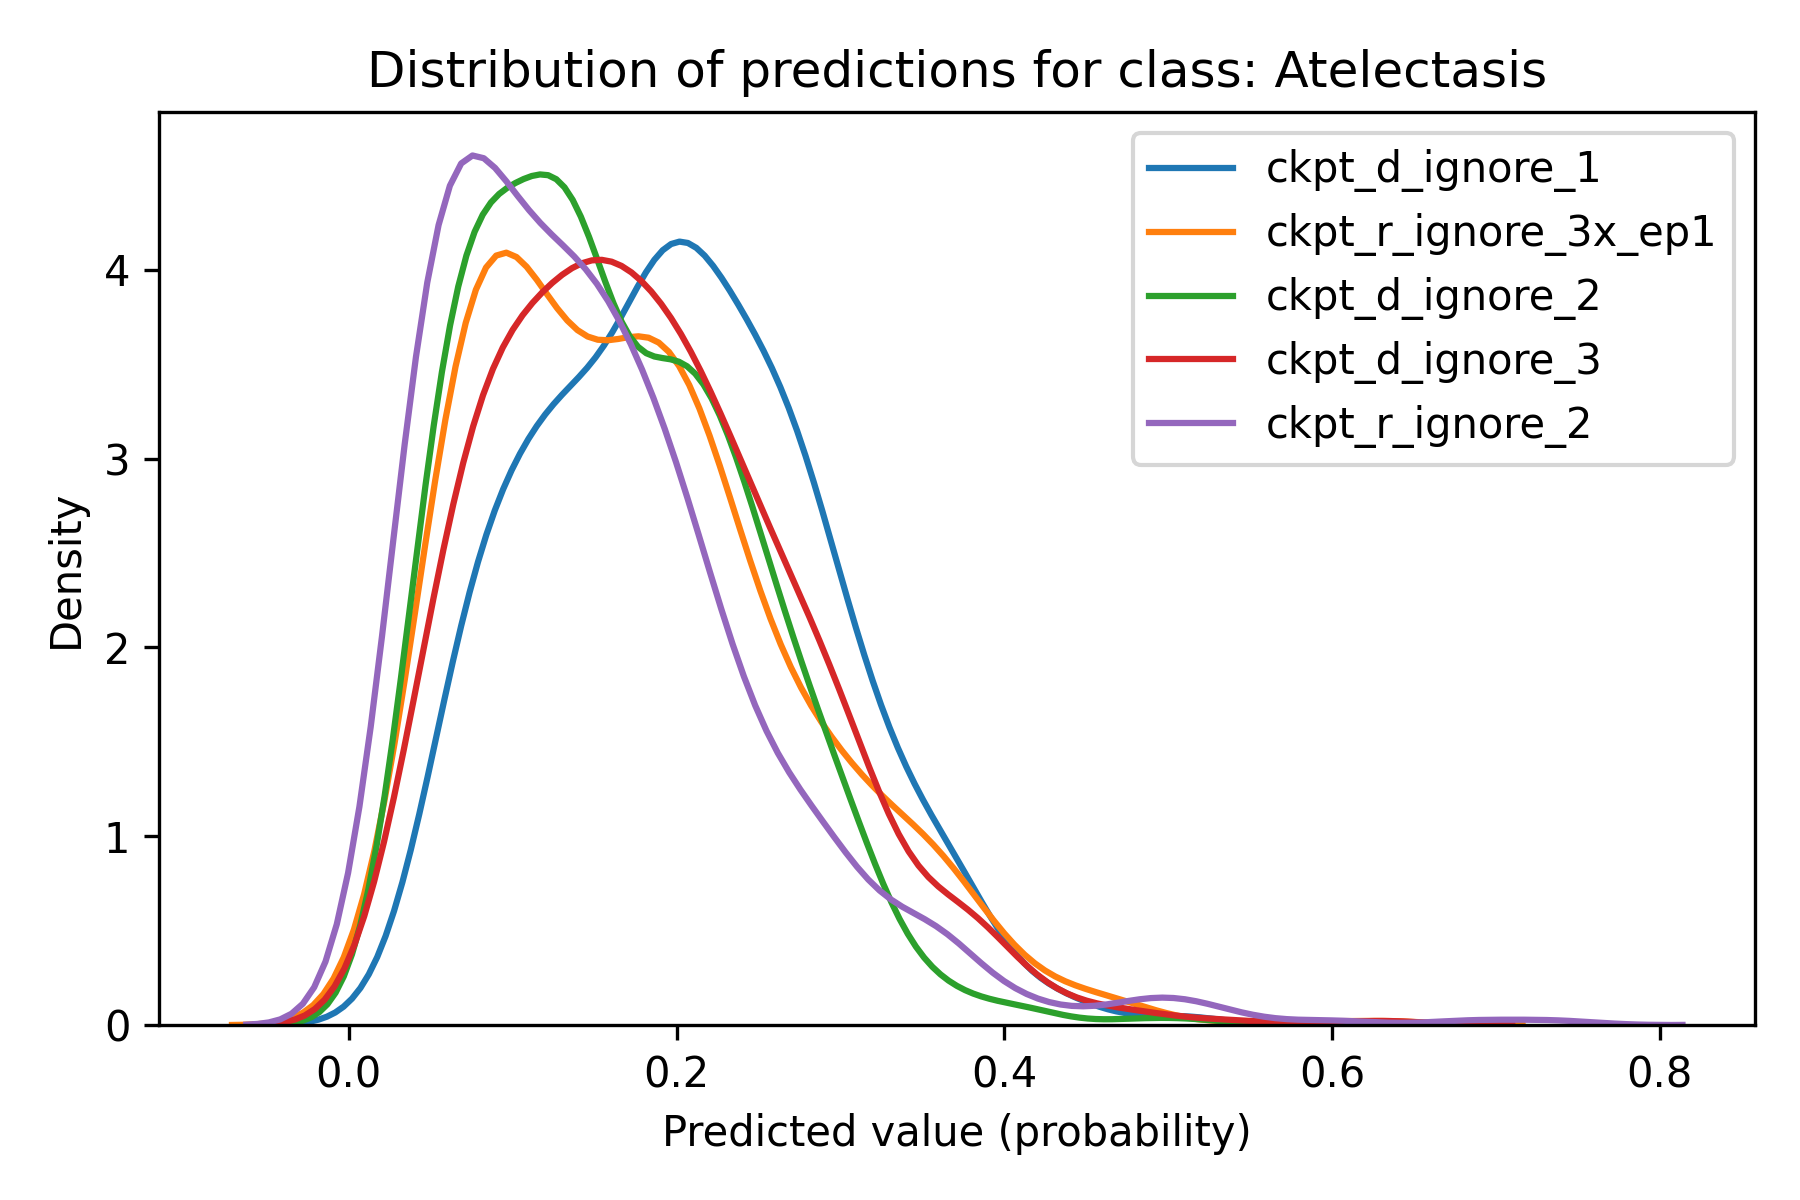 Distribution of predictions for class: Atelectasis
ckpt_d_ignore_1
ckpt_r_ignore_3x_ep1
ckpt_d_ignore_2
ckpt_d_ignore_3
ckpt_r_ignore_2
Density
4
3
2
1
0
0.0 0.2 0.4 0.6 0.8
Predicted value (probability)